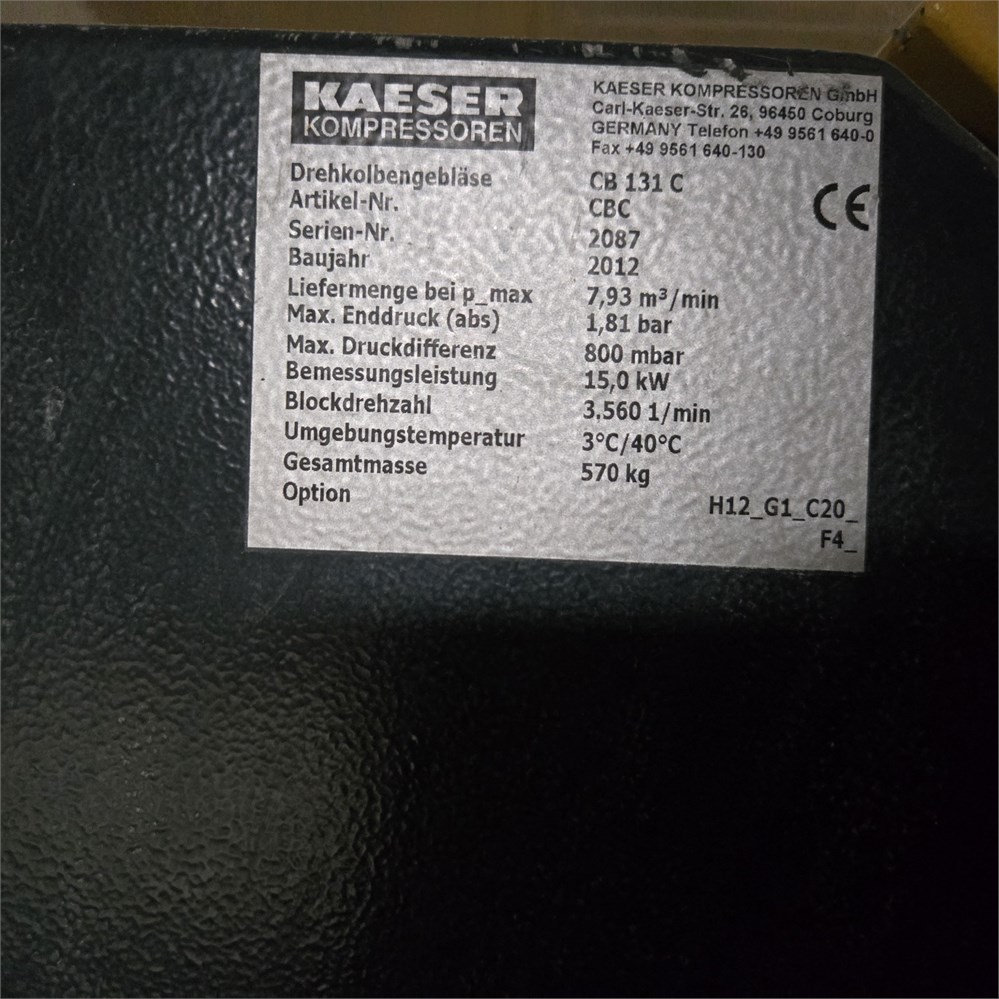 KAESER
KOMPRESSOREN
KAESER KOMPRESSOREN GmbH
Carl-Kaeser-Str. 26, 96450 Coburg
GERMANY Telefon +49 9561 640-0
Fax +49 9561 640-130
Drehkolbengebläse CB 131 C
Artikel-Nr. CBC
Serien-Nr. 2087
Baujahr 2012
Liefermenge bei p_max 7,93 m³/min
Max. Enddruck (abs) 1,81 bar
Max. Druckdifferenz 800 mbar
Bemessungsleistung 15,0 kW
Blockdrehzahl 3.560 1/min
Umgebungstemperatur 3°C/40°C
Gesamtmasse 570 kg
Option H12_G1_C20_
F4_
CE